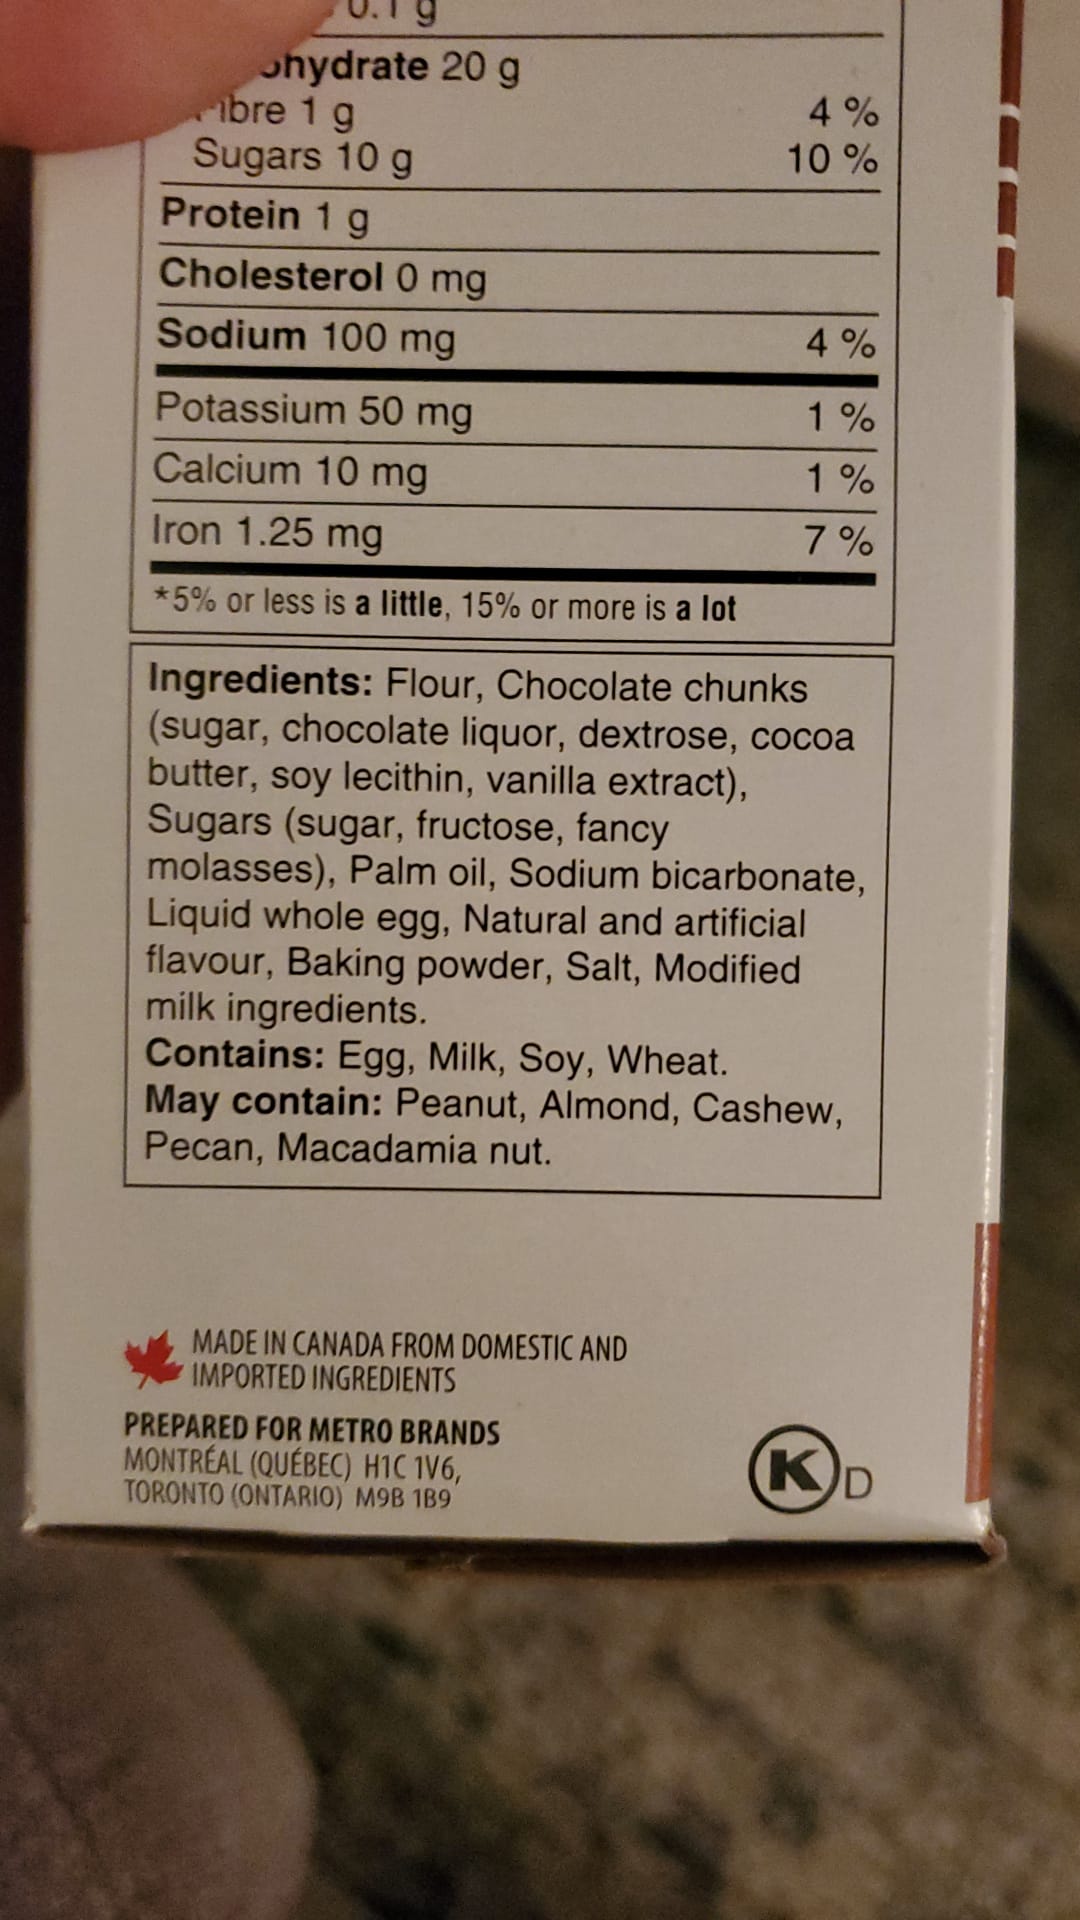 0.1 g
hydrate 20 g
ibre 1 g 4 %
Sugars 10 g 10 %
Protein 1 g
Cholesterol 0 mg
Sodium 100 mg 4 %
Potassium 50 mg 1 %
Calcium 10 mg 1 %
Iron 1.25 mg 7 %
*5% or less is a little, 15% or more is a lot
Ingredients: Flour, Chocolate chunks
(sugar, chocolate liquor, dextrose, cocoa
butter, soy lecithin, vanilla extract),
Sugars (sugar, fructose, fancy
molasses), Palm oil, Sodium bicarbonate,
Liquid whole egg, Natural and artificial
flavour, Baking powder, Salt, Modified
milk ingredients.
Contains: Egg, Milk, Soy, Wheat.
May contain: Peanut, Almond, Cashew,
Pecan, Macadamia nut.
MADE IN CANADA FROM DOMESTIC AND
IMPORTED INGREDIENTS
PREPARED FOR METRO BRANDS
MONTRÉAL (QUÉBEC) H1C 1V6,
TORONTO (ONTARIO) M9B 1B9
K D